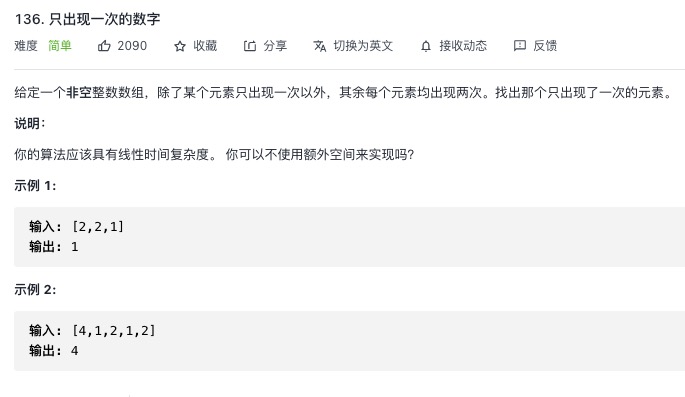 136. 只出现一次的数字
难度 简单 2090 收藏 分享 切换为英文 接收动态 反馈
给定一个非空整数数组，除了某个元素只出现一次以外，其余每个元素均出现两次。找出那个只出现了一次的元素。
说明：
你的算法应该具有线性时间复杂度。 你可以不使用额外空间来实现吗？
示例 1:
输入: [2,2,1]
输出: 1
示例 2:
输入: [4,1,2,1,2]
输出: 4